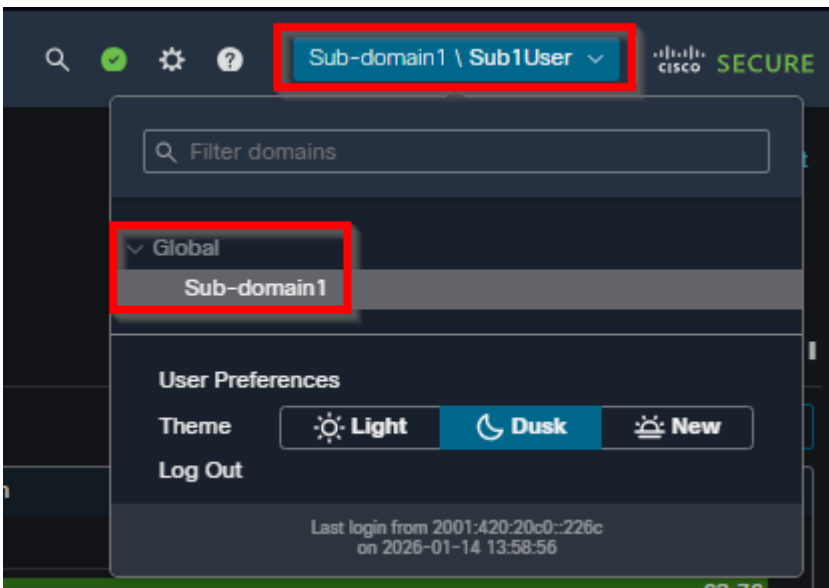 Sub-domain1 \ Sub1User
cisco SECURE
Filter domains
Global
Sub-domain1
User Preferences
Theme Light Dusk New
Log Out
Last login from 2001:420:20c0::226c
on 2026-01-14 13:58:56